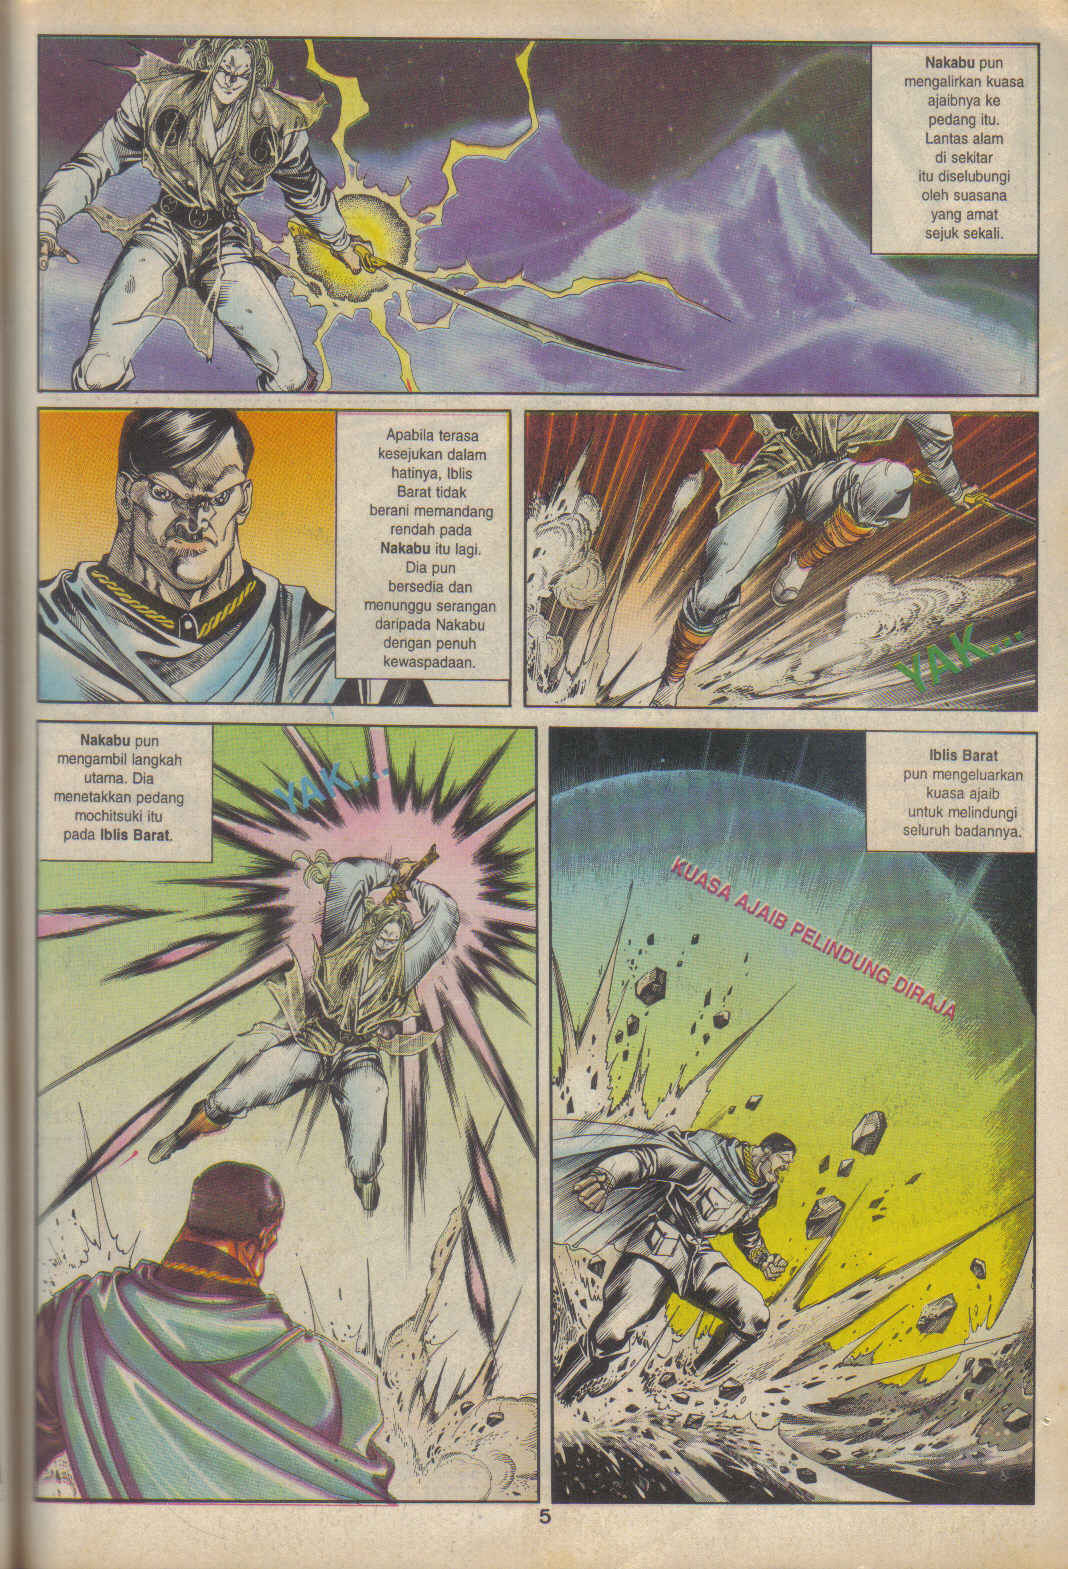 Nakabu pun
mengalirkan kuasa
ajaibnya ke
pedang itu.
Lantas alam
di sekitar
itu diselubungi
oleh suasana
yang amat
sejuk sekali.
Apabila terasa
kesejukan dalam
hatinya, Iblis
Barat tidak
berani memandang
rendah pada
Nakabu itu lagi.
Dia pun
bersedia dan
menunggu serangan
daripada Nakabu
dengan penuh
kewaspadaan.
YAK....
Nakabu pun
mengambil langkah
utama. Dia
menetakkan pedang
mochitsuki itu
pada Iblis Barat.
YAK....
Iblis Barat
pun mengeluarkan
kuasa ajaib
untuk melindungi
seluruh badannya.
KUASA AJAIB PELINDUNG DIRAJA
5